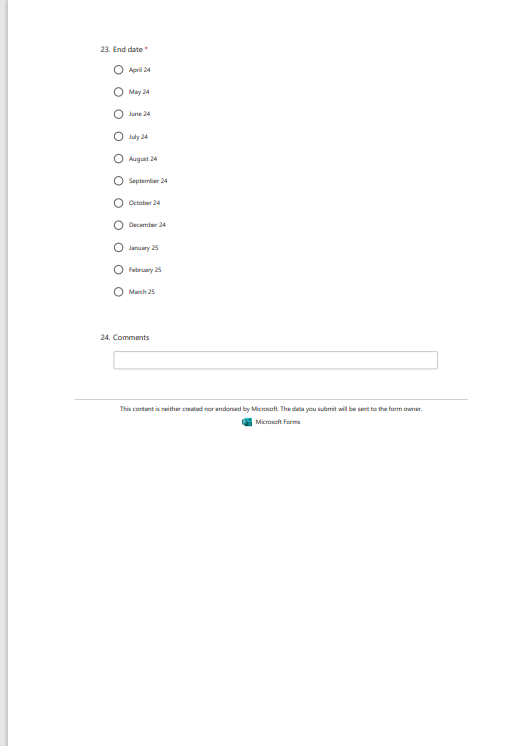 23. End date *
April 24
May 24
June 24
July 24
August 24
September 24
October 24
December 24
January 25
February 25
March 25
24. Comments
This content is neither created nor endorsed by Microsoft. The data you submit will be sent to the form owner.
Microsoft Forms